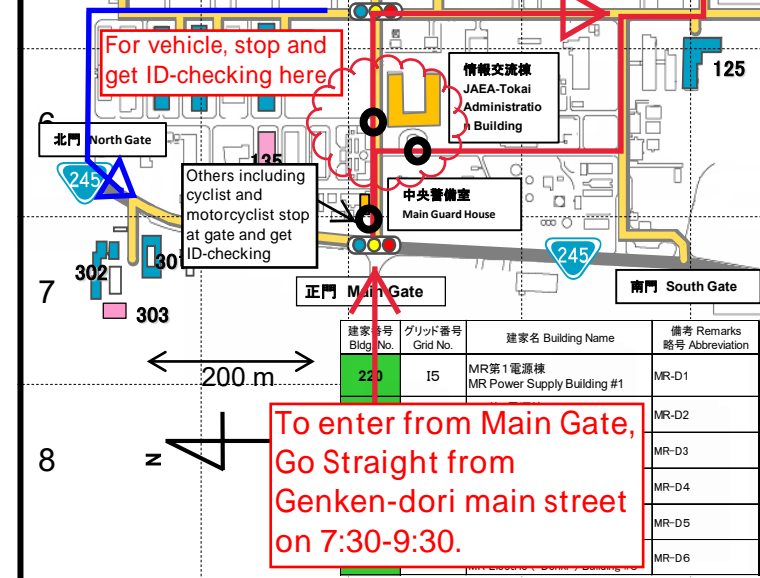 For vehicle, stop and
get ID-checking here
情報交流棟
JAEA-Tokai
Administratio
n Building
125
北門 North Gate
135
245
Others including
cyclist and
motorcyclist stop
at gate and get
ID-checking
中央警備室
Main Guard House
302
303
7
正門 Main Gate
245
南門 South Gate
200 m
建家番号
Bldg. No.
グリッド番号
Grid No.
建家名 Building Name
備考 Remarks
略号 Abbreviation
220
I5
MR第1電源棟
MR Power Supply Building #1
MR-D1
MR-D2
MR-D3
MR-D4
MR-D5
MR-D6
8
N
To enter from Main Gate,
Go Straight from
Genken-dori main street
on 7:30-9:30.